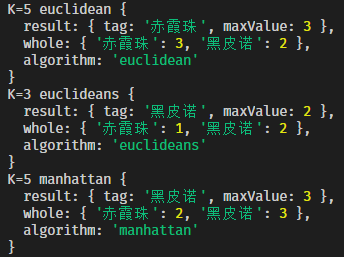 K=5 euclidean {
  result: { tag: '赤霞珠', maxValue: 3 },
  whole: { '赤霞珠': 3, '黑皮诺': 2 },
  algorithm: 'euclidean'
}
K=3 euclideans {
  result: { tag: '黑皮诺', maxValue: 2 },
  whole: { '赤霞珠': 1, '黑皮诺': 2 },
  algorithm: 'euclideans'
}
K=5 manhattan {
  result: { tag: '黑皮诺', maxValue: 3 },
  whole: { '赤霞珠': 2, '黑皮诺': 3 },
  algorithm: 'manhattan'
}